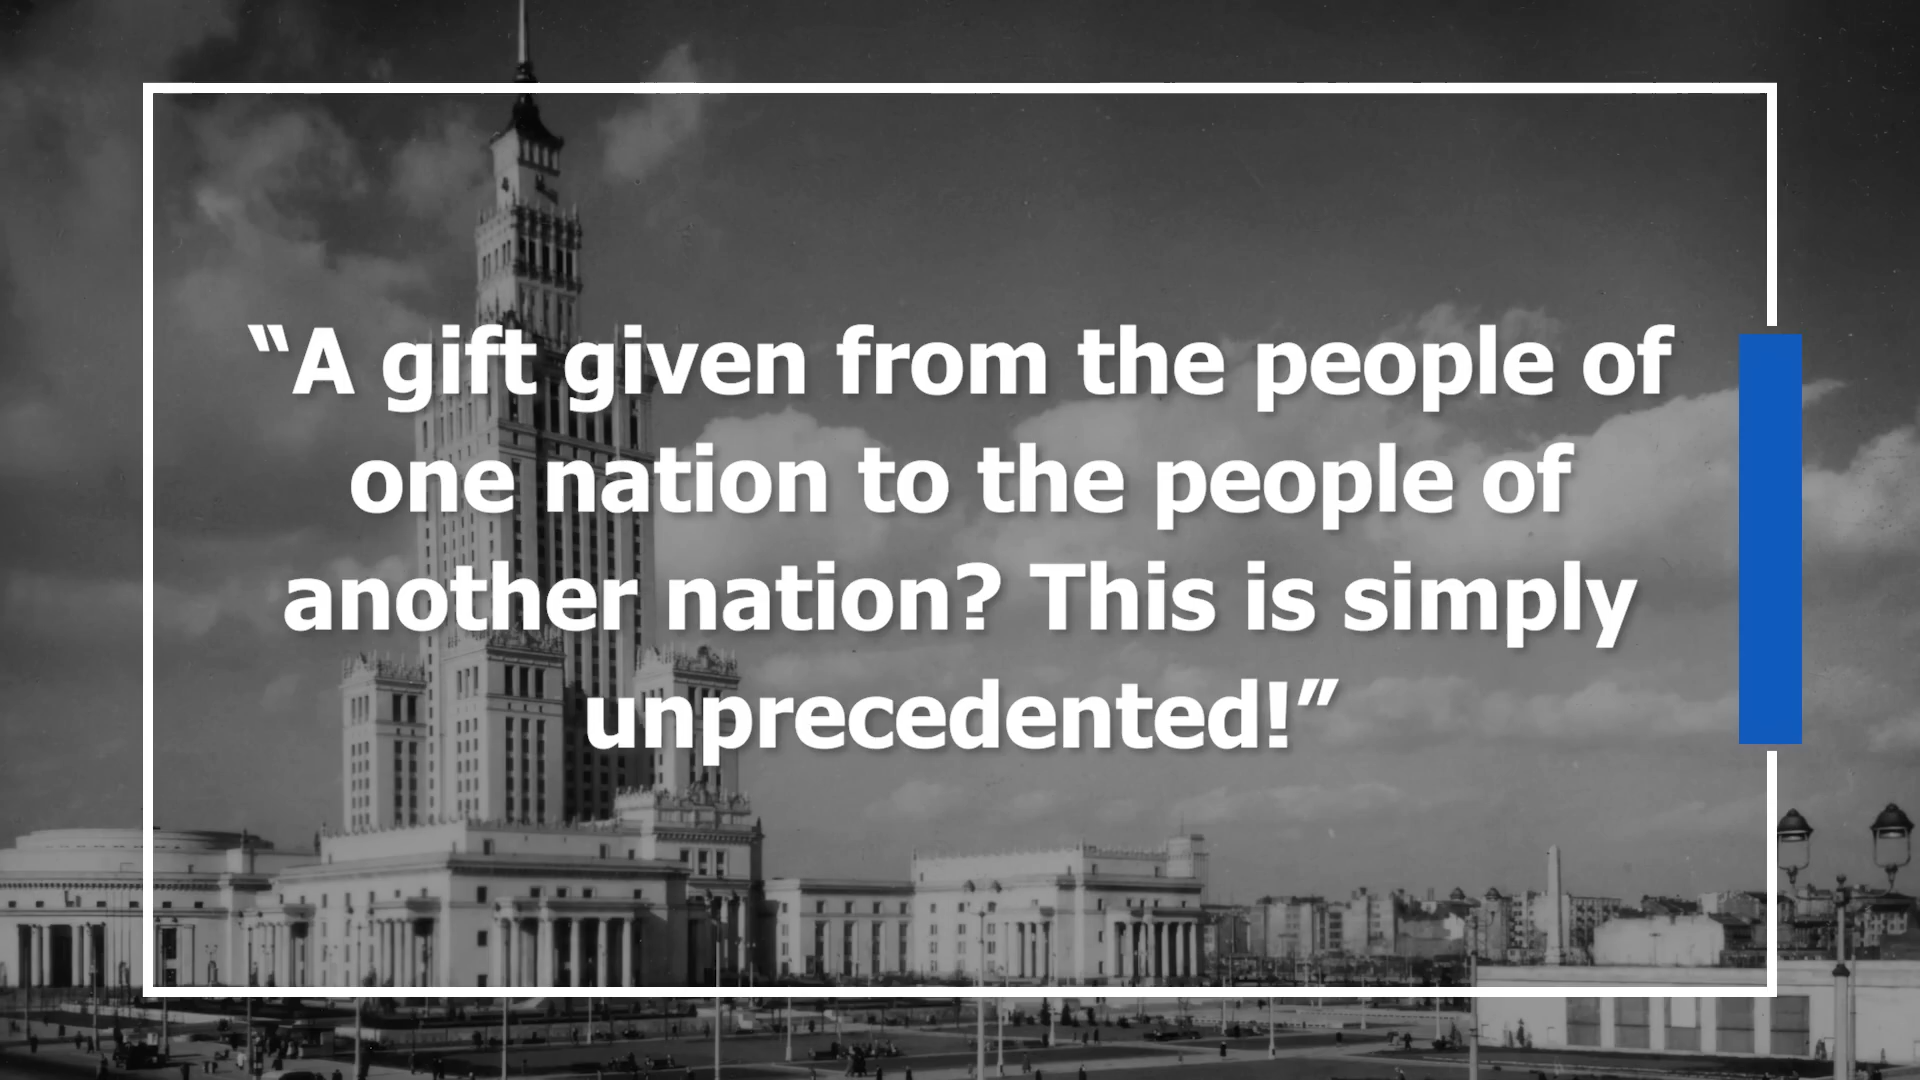 “A gift given from the people of
one nation to the people of
another nation? This is simply
unprecedented!”